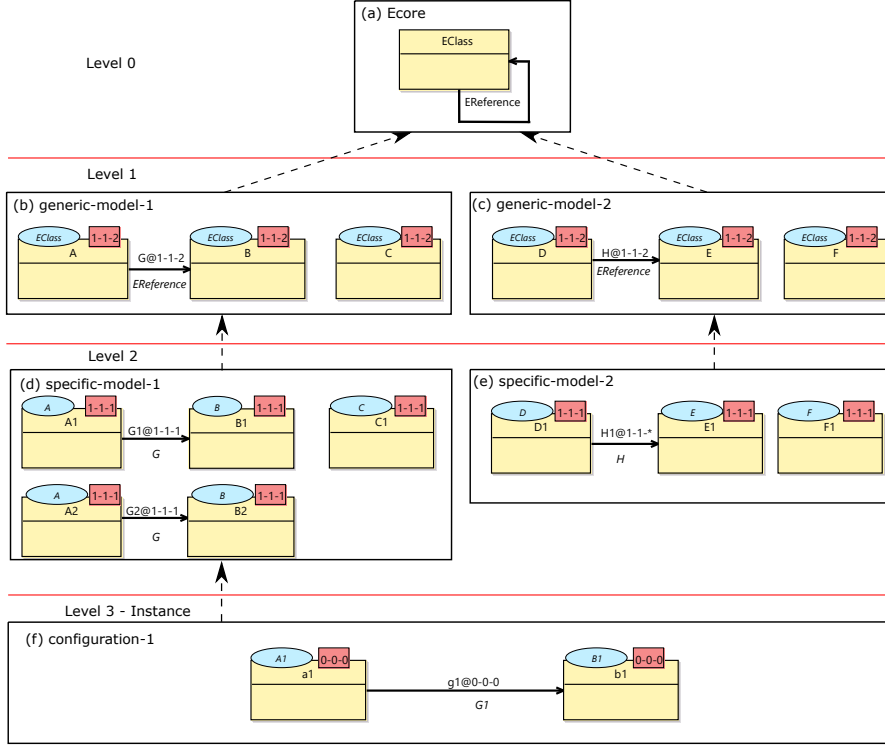 (a) Ecore
EClass
Level 0
EReference
Level 1
(b) generic-model-1
(c) generic-model-2
EClass 1-1-2 EClass 1-1-2 EClass 1-1-2 EClass 1-1-2 EClass 1-1-2 EClass 1-1-2
A G@1-1-2 B C D H@1-1-2 E F
EReference EReference
Level 2
(d) specific-model-1
(e) specific-model-2
A 1-1-1 B 1-1-1 C 1-1-1 D 1-1-1 E 1-1-1 F 1-1-1
A1 B1 C1 D1 E1 F1
G1@1-1-1 H1@1-1-*
G H
A 1-1-1 B 1-1-1
A2 G2@1-1-1 B2
G
Level 3 - Instance
(f) configuration-1
A1 0-0-0 B1 0-0-0
a1 b1
g1@0-0-0
G1